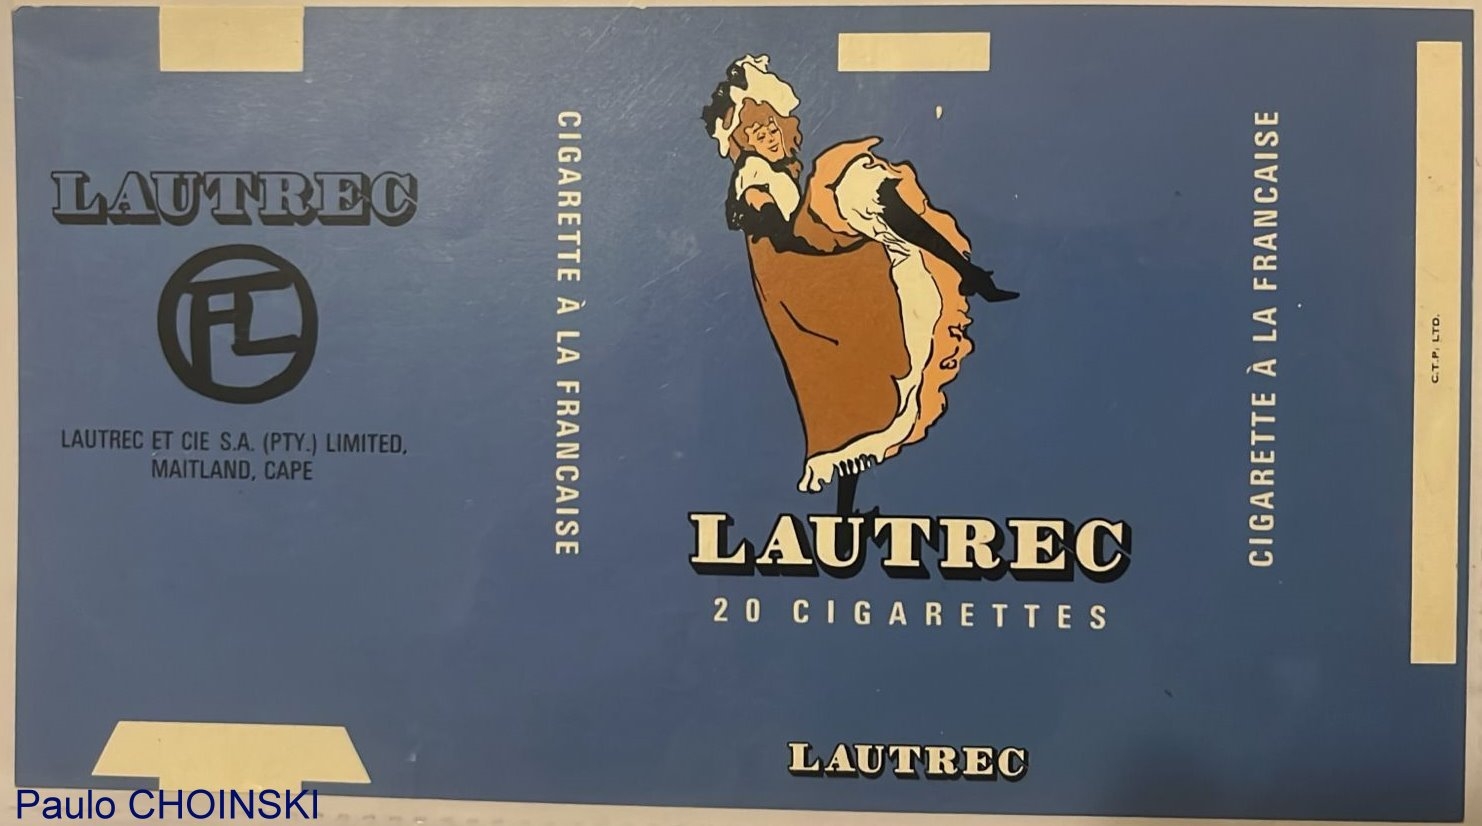 LAUTREC
LAUTREC ET CIE S.A. (PTY.) LIMITED,
MAITLAND, CAPE
CIGARETTE À LA FRANCAISE
LAUTREC
20 CIGARETTES
LAUTREC
CIGARETTE À LA FRANCAISE
C.T.P. LTD.
Paulo CHOINSKI